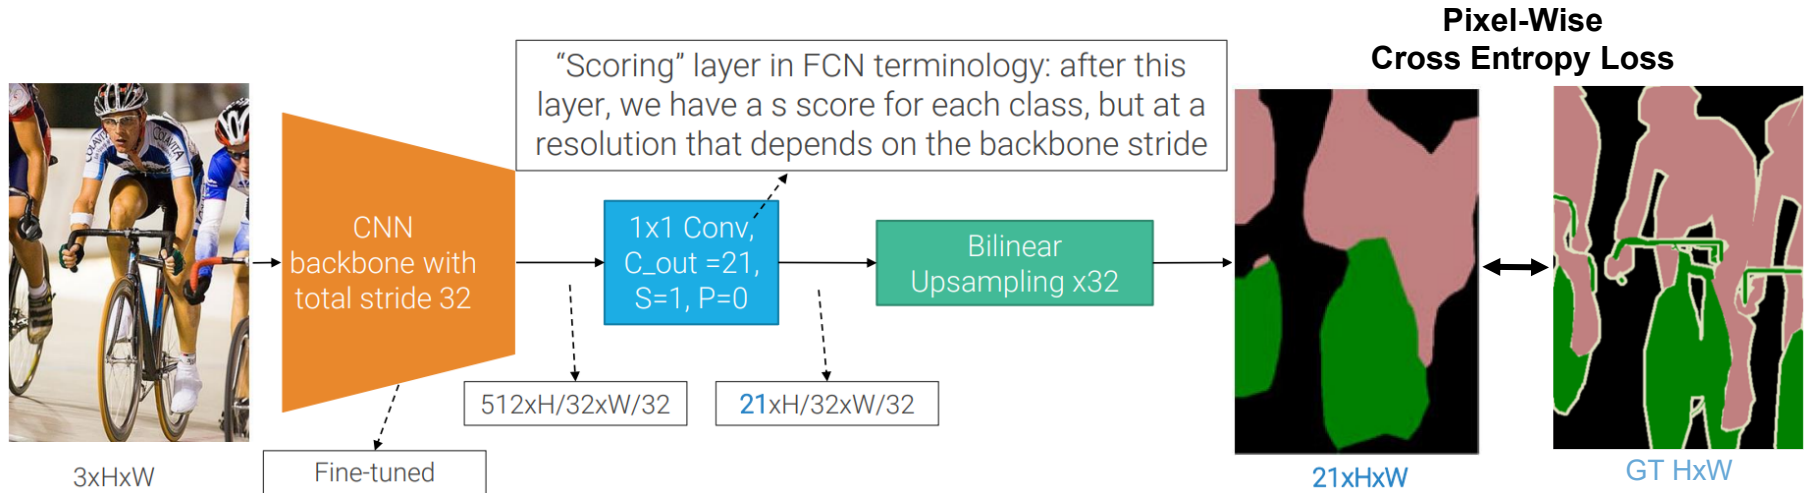 Pixel-Wise
Cross Entropy Loss
“Scoring” layer in FCN terminology: after this
layer, we have a s score for each class, but at a
resolution that depends on the backbone stride
COLAVITA
CNN
backbone with
total stride 32
1x1 Conv,
C_out =21,
S=1, P=0
Bilinear
Upsampling x32
512xH/32xW/32
21xH/32xW/32
Fine-tuned
3xHxW
21xHxW
GT HxW